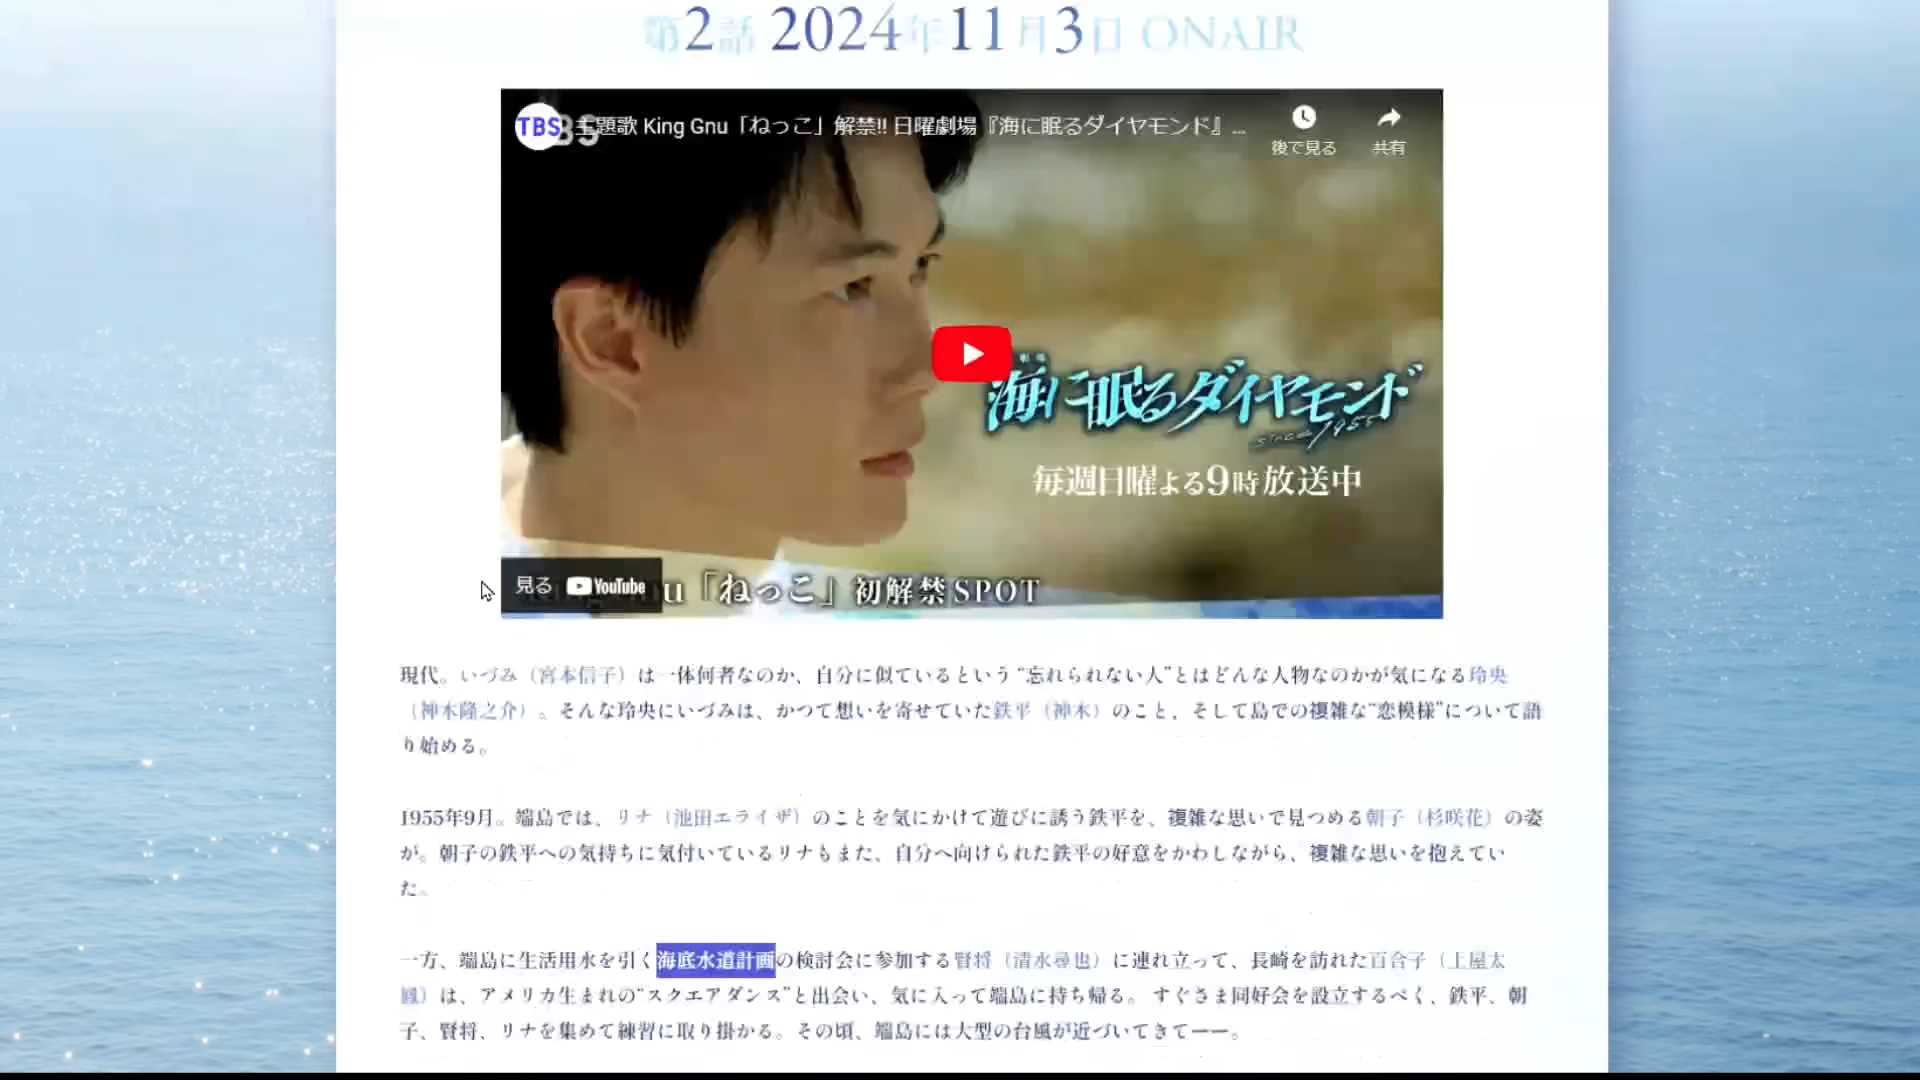 第2話 2024年11月3日 ONAIR
TBS 主題歌 King Gnu「ねっこ」解禁!! 日曜劇場『海に眠るダイヤモンド』...
後で見る 共有
海に眠るダイヤモンド
since 1955
毎週日曜よる9時放送中
見る YouTube
「ねっこ」初解禁SPOT
現代。いづみ（宮本信子）は一体何者なのか、自分に似ているという “忘れられない人”とはどんな人物なのかが気になる玲央
（神木隆之介）。そんな玲央にいづみは、かつて想いを寄せていた鉄平（神木）のこと、そして島での複雑な“恋模様”について語
り始める。
1955年9月。端島では、リナ（池田エライザ）のことを気にかけて遊びに誘う鉄平を、複雑な思いで見つめる朝子（杉咲花）の姿
が。朝子の鉄平への気持ちに気付いているリナもまた、自分へ向けられた鉄平の好意をかわしながら、複雑な思いを抱えてい
た。
一方、端島に生活用水を引く海底水道計画の検討会に参加する賢将（清水尋也）に連れ立って、長崎を訪れた百合子（土屋太
鳳）は、アメリカ生まれの“スクエアダンス”と出会い、気に入って端島に持ち帰る。 すぐさま同好会を設立するべく、鉄平、朝
子、賢将、リナを集めて練習に取り掛かる。その頃、端島には大型の台風が近づいてきてーー。